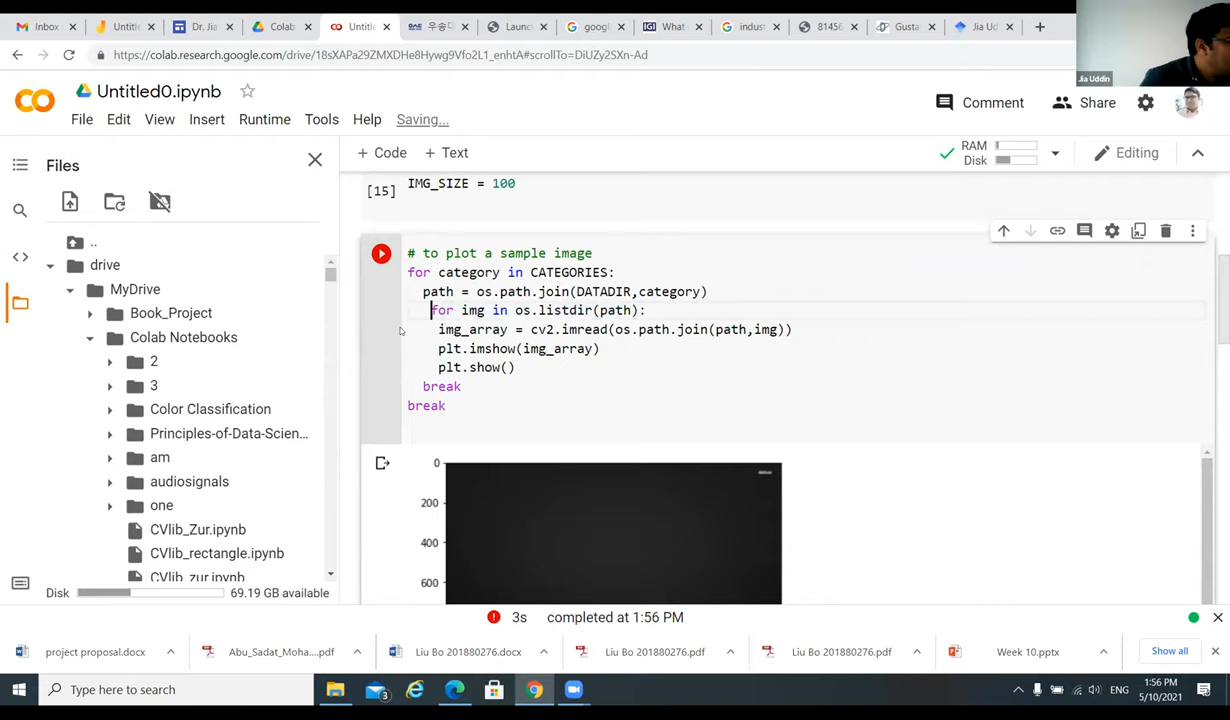 Inbox
Untitl
Dr. Jia
Colab
Untitl
우송대
Launc
googl
What
indust
81456
Gusta
Jia Ud
https://colab.research.google.com/drive/18sXAPa29ZMXDHe8Hywg9Vfo2L1_enhtA#scrollTo=DiUZy2SXn-Ad
Jia Uddin
Untitled0.ipynb
Comment
Share
File Edit View Insert Runtime Tools Help Saving...
Files
+ Code + Text
RAM
Disk
Editing
[15]
IMG_SIZE = 100
..
drive
MyDrive
Book_Project
Colab Notebooks
2
3
Color Classification
Principles-of-Data-Scien...
am
audiosignals
one
CVlib_Zur.ipynb
CVlib_rectangle.ipynb
CVlib_zur.ipynb
Disk
69.19 GB available
# to plot a sample image
for category in CATEGORIES:
path = os.path.join(DATADIR,category)
for img in os.listdir(path):
img_array = cv2.imread(os.path.join(path,img))
plt.imshow(img_array)
plt.show()
break
break
0
200
400
600
3s completed at 1:56 PM
project proposal.docx
Abu_Sadat_Moha....pdf
Liu Bo 201880276.docx
Liu Bo 201880276.pdf
Liu Bo 201880276.pdf
Week 10.pptx
Show all
Type here to search
3
ENG
1:56 PM
5/10/2021